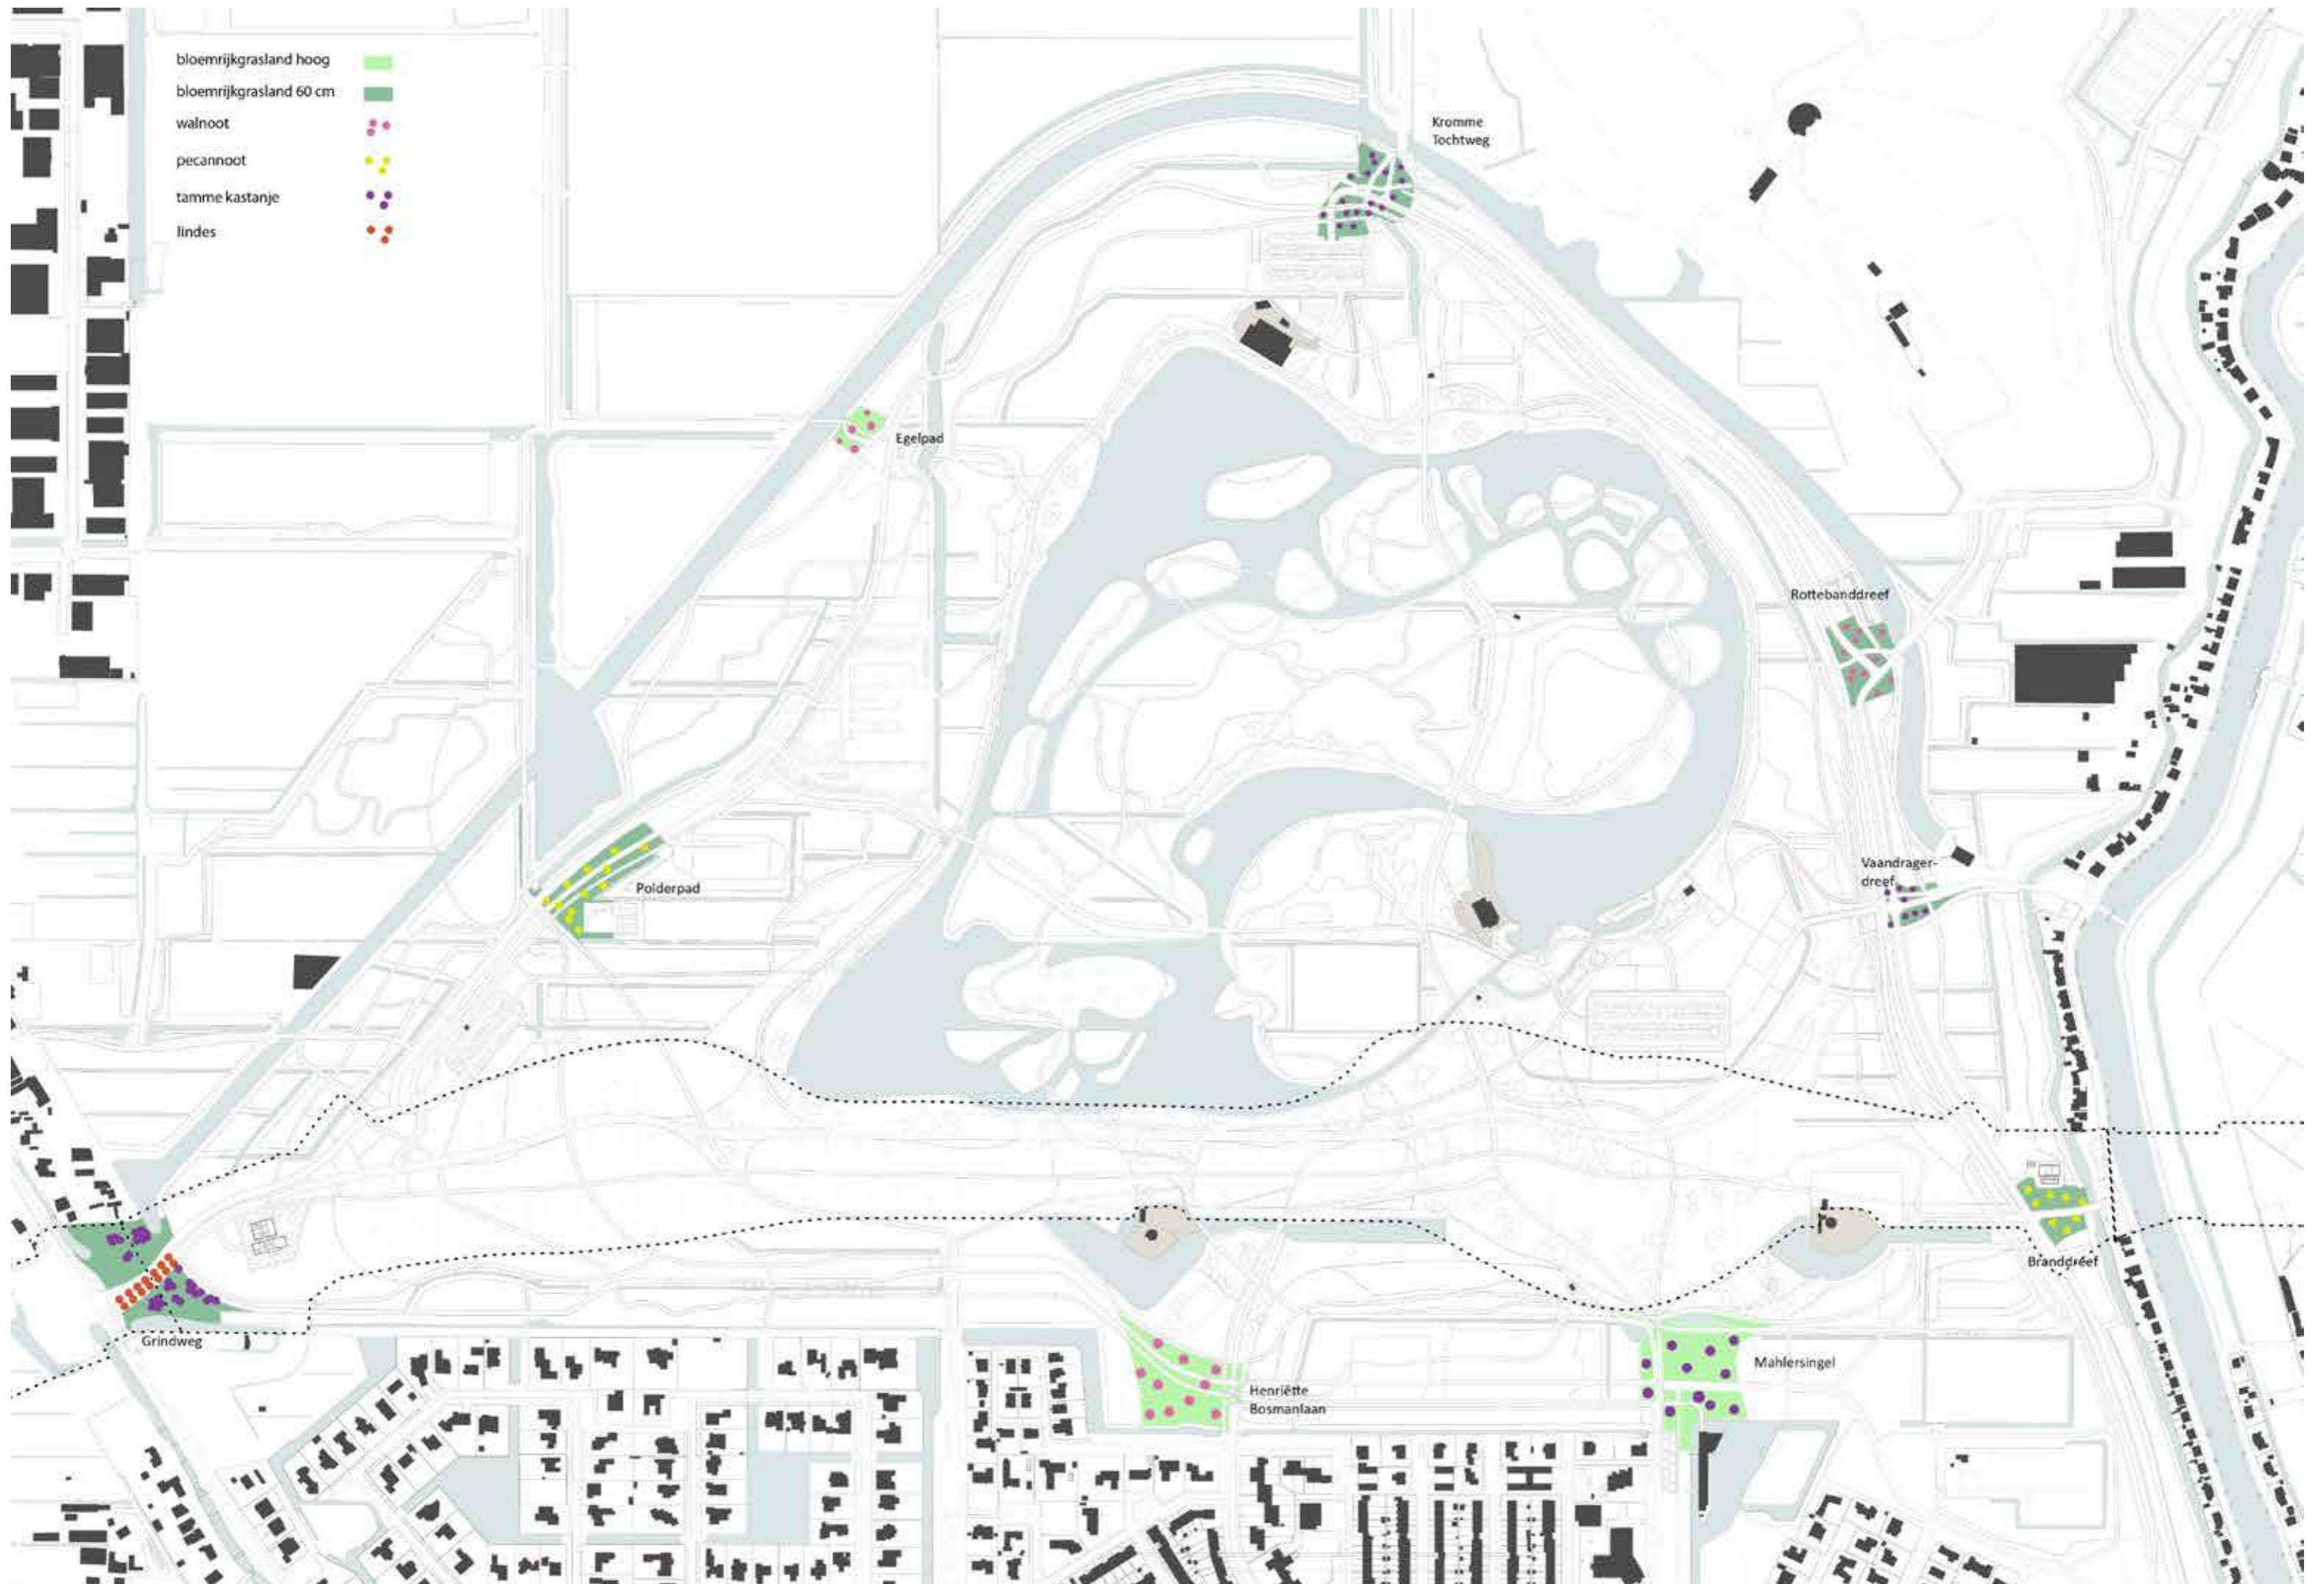 bloemrijkgrasland hoog
bloemrijkgrasland 60 cm
walnoot
pecannoot
tamme kastanje
lindes
Kromme
Tochtweg
Egelpad
Rottebanddreef
Vaandrager-
dreef
Polderpad
Branddreef
Grindweg
Mahlersingel
Henriëtte
Bosmanlaan